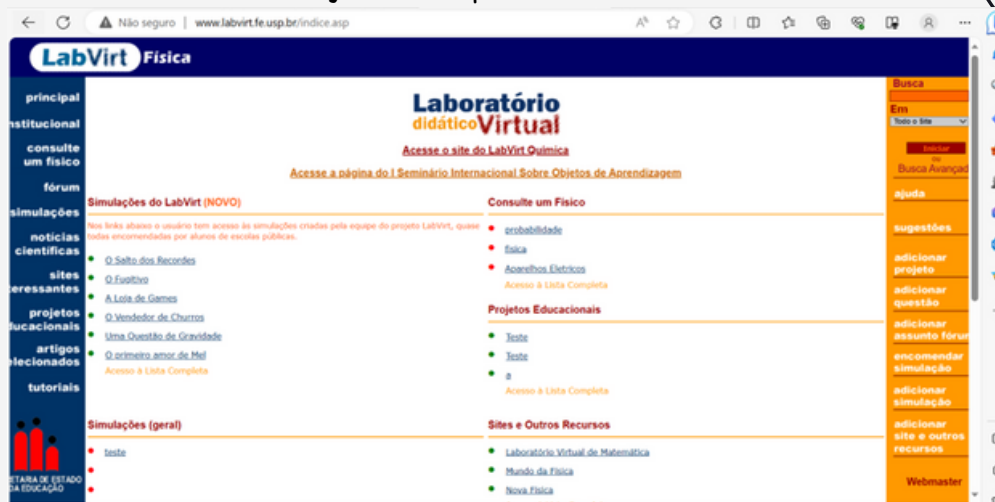 Não seguro | www.labvirt.fe.usp.br/indice.asp
LabVirt Física
principal
nstitucional
consulte
um físico
fórum
simulações
notícias
científicas
sites
eressantes
projetos
ducacionais
artigos
elecionados
tutoriais
ETARIA DE ESTADO
DA EDUCAÇÃO
Laboratório
didático Virtual
Acesse o site do LabVirt Química
Acesse a página do I Seminário Internacional Sobre Objetos de Aprendizagem
Simulações do LabVirt (NOVO)
Nos links abaixo o usuário tem acesso às simulações criadas pela equipe do projeto LabVirt, quase
todas encomendadas por alunos de escolas públicas.
O Salto dos Recordes
O Fugitivo
A Loja de Games
O Vendedor de Churros
Uma Questão de Gravidade
O primeiro amor de Mel
Acesso à Lista Completa
Simulações (geral)
teste
Consulte um Físico
probabilidade
fisica
Aparelhos Eletricos
Acesso à Lista Completa
Projetos Educacionais
Teste
Teste
a
Acesso à Lista Completa
Sites e Outros Recursos
Laboratório Virtual de Matemática
Mundo da Física
Nova Física
Busca
Em
Todo o Site
Iniciar
ou
Busca Avançad
ajuda
sugestões
adicionar
projeto
adicionar
questão
adicionar
assunto fórum
encomendar
simulação
adicionar
simulação
adicionar
site e outros
recursos
Webmaster